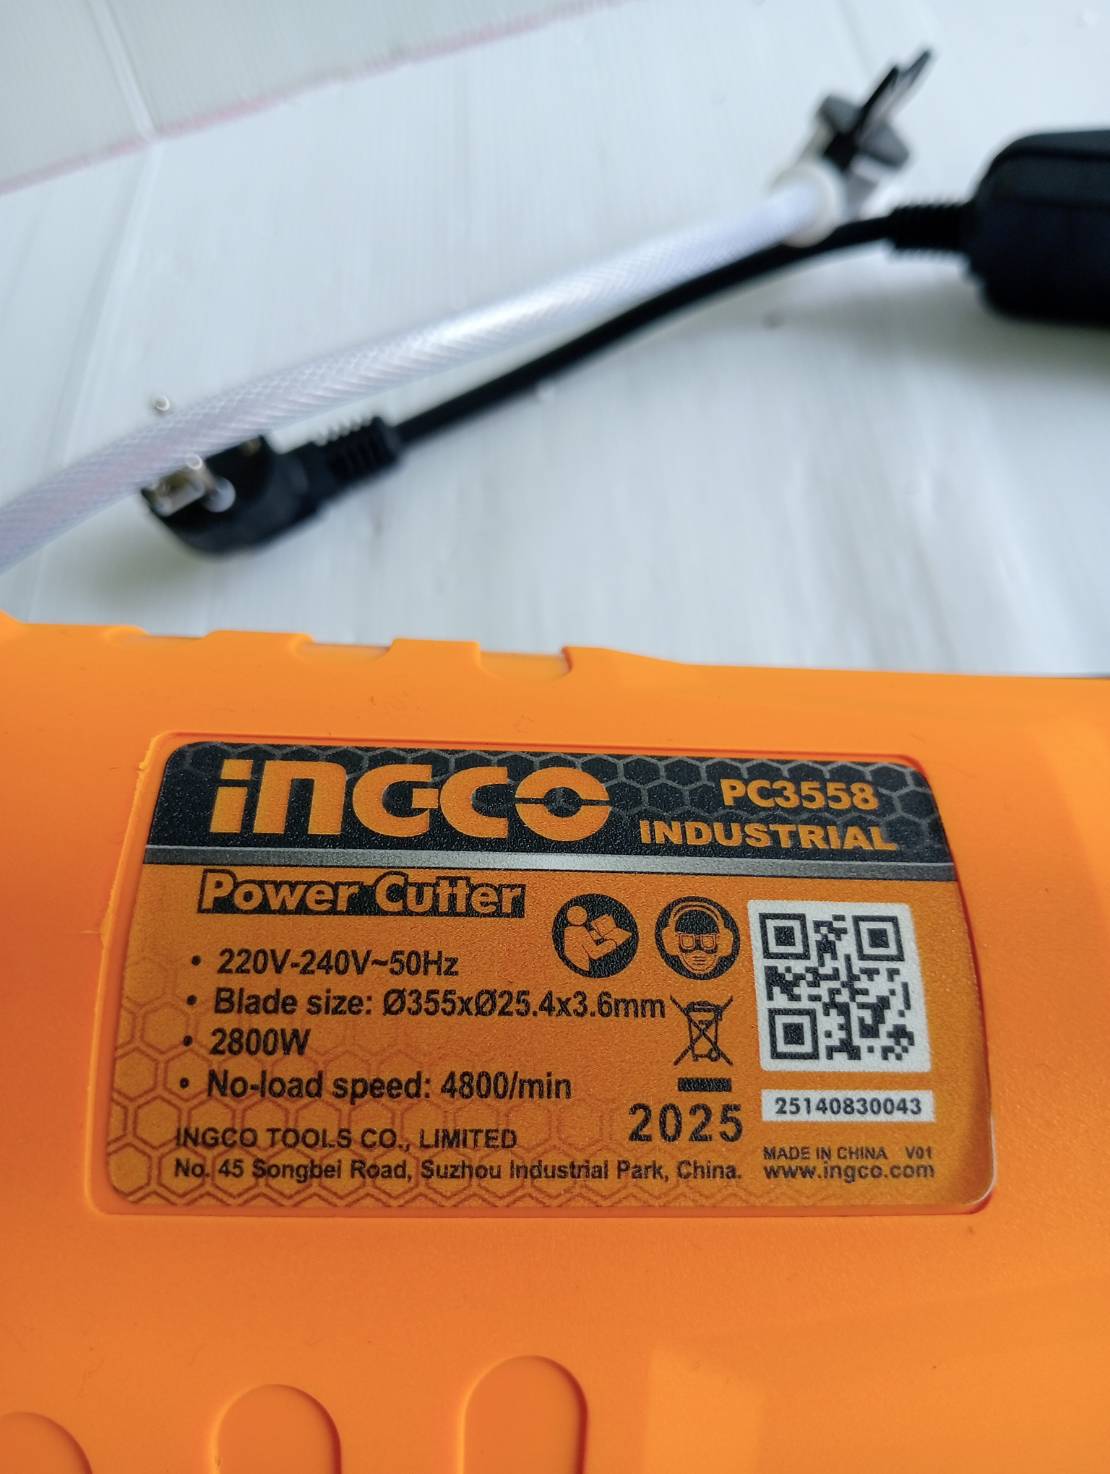 INGCO
PC3558
INDUSTRIAL
Power Cutter
• 220V-240V~50Hz
• Blade size: Ø355xØ25.4x3.6mm
• 2800W
• No-load speed: 4800/min
2025
25140830043
INGCO TOOLS CO., LIMITED
No. 45 Songbei Road, Suzhou Industrial Park, China.
MADE IN CHINA V01
www.ingco.com